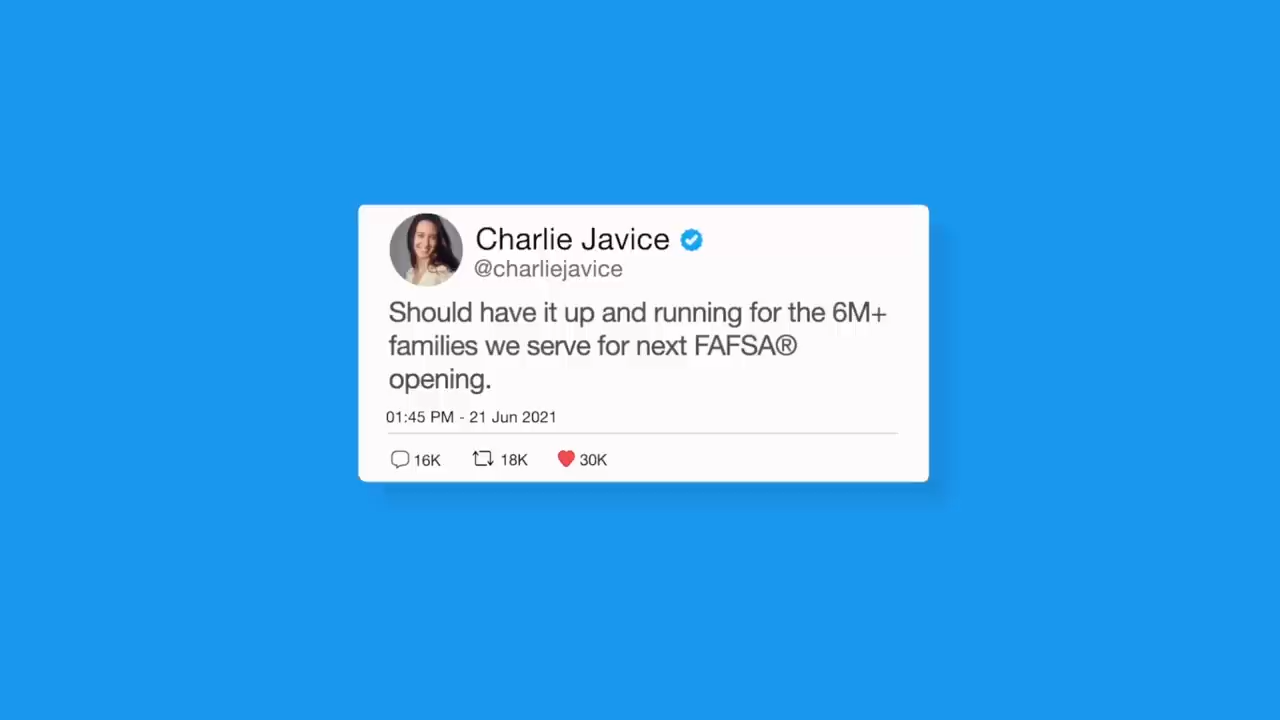 Charlie Javice
@charliejavice
Should have it up and running for the 6M+
families we serve for next FAFSA®
opening.
01:45 PM - 21 Jun 2021
16K 18K 30K